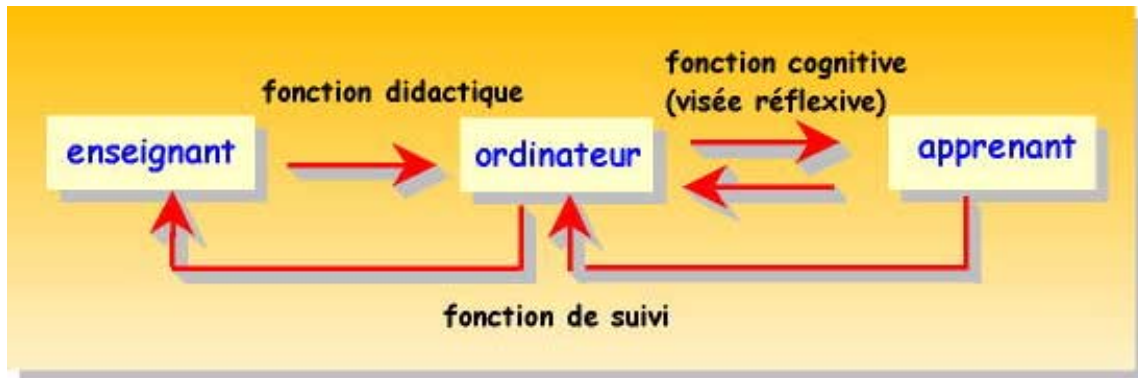 fonction didactique
fonction cognitive
(visée réflexive)
enseignant
ordinateur
apprenant
fonction de suivi